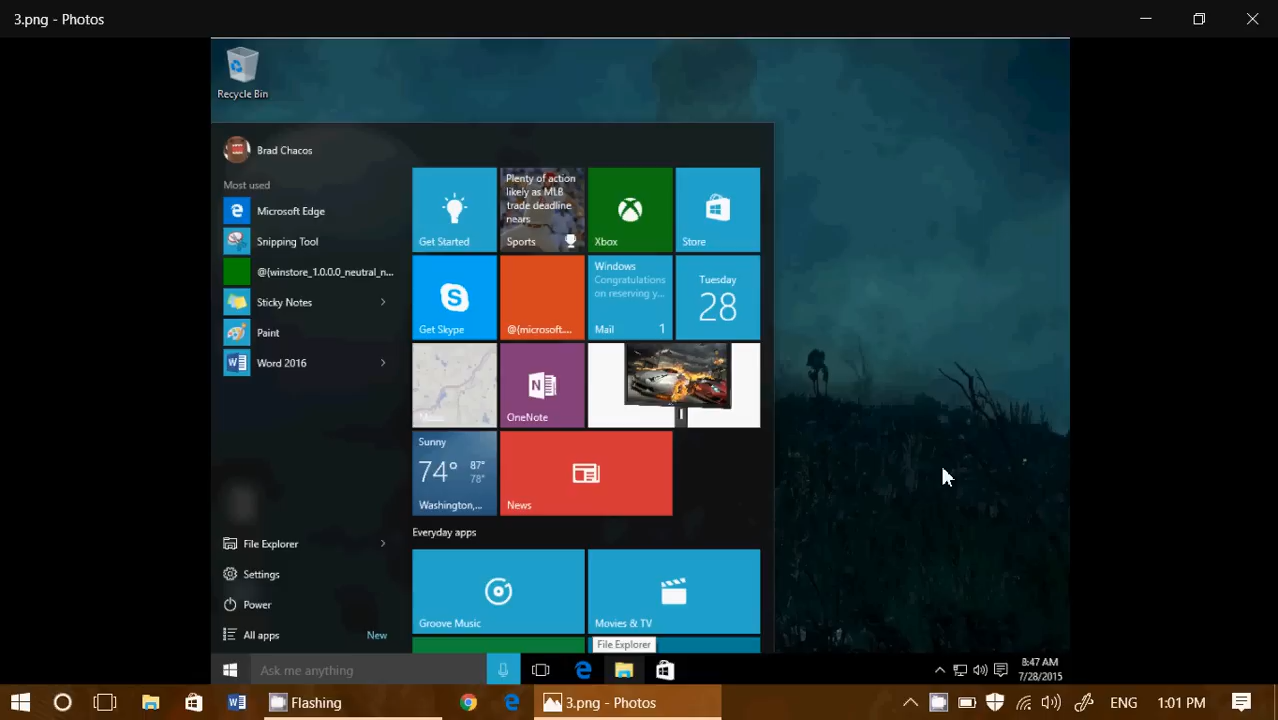 3.png - Photos
Recycle Bin
Brad Chacos
Most used
Microsoft Edge
Snipping Tool
@{winstore_1.0.0.0_neutral_n...
Sticky Notes
Paint
Word 2016
File Explorer
Settings
Power
All apps
New
Get Started
Plenty of action
likely as MLB
trade deadline
nears
Sports
Xbox
Store
Get Skype
@{microsoft....
Windows
Congratulations
on reserving y...
Mail 1
Tuesday
28
OneNote
Sunny
74° 87°
78°
Washington,...
News
Everyday apps
Groove Music
Movies & TV
File Explorer
Ask me anything
8:47 AM
7/28/2015
Flashing
3.png - Photos
ENG
1:01 PM